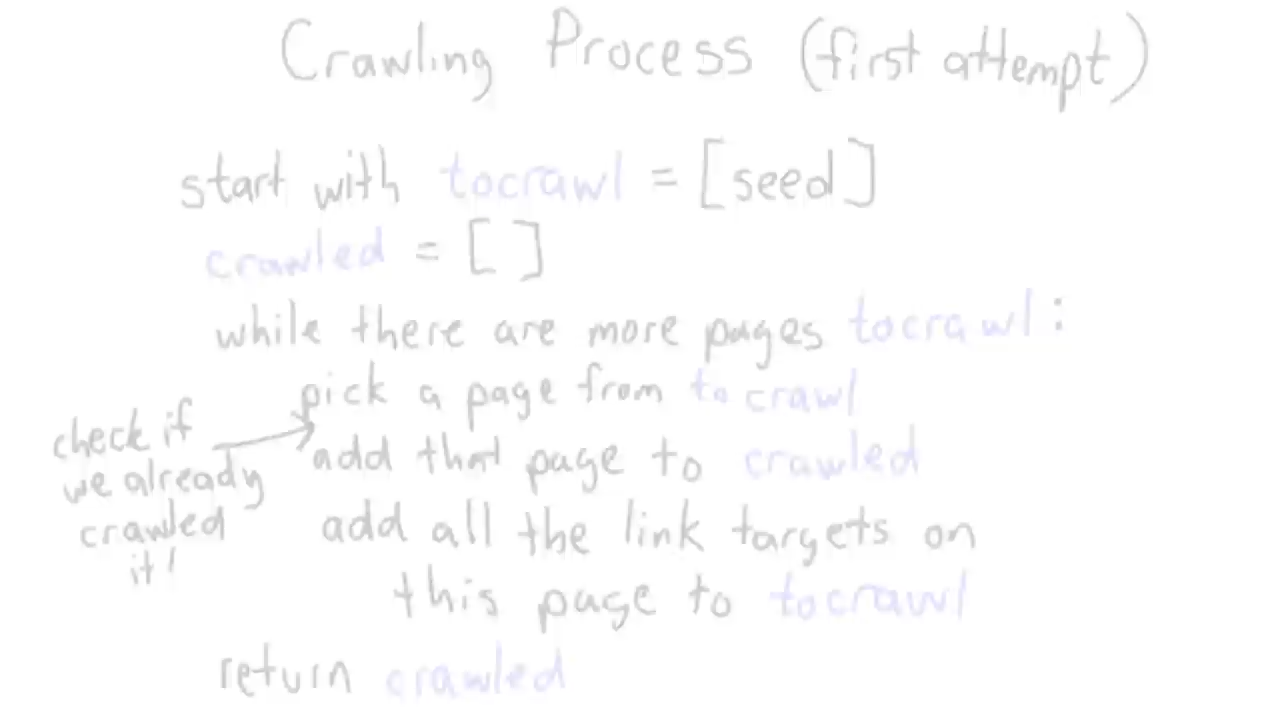 Crawling Process (first attempt)
start with tocrawl = [seed]
crawled = [ ]
while there are more pages tocrawl:
pick a page from to crawl
add that page to crawled
add all the link targets on
this page to tocrawl
return crawled
check if
we already
crawled
it!